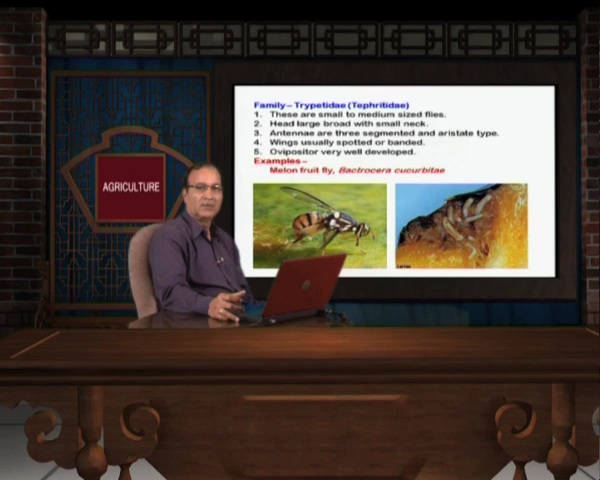 AGRICULTURE
Family – Trypetidae (Tephritidae)
1. These are small to medium sized flies.
2. Head large broad with small neck.
3. Antennae are three segmented and aristate type.
4. Wings usually spotted or banded.
5. Ovipositor very well developed.
Examples –
Melon fruit fly, Bactrocera cucurbitae